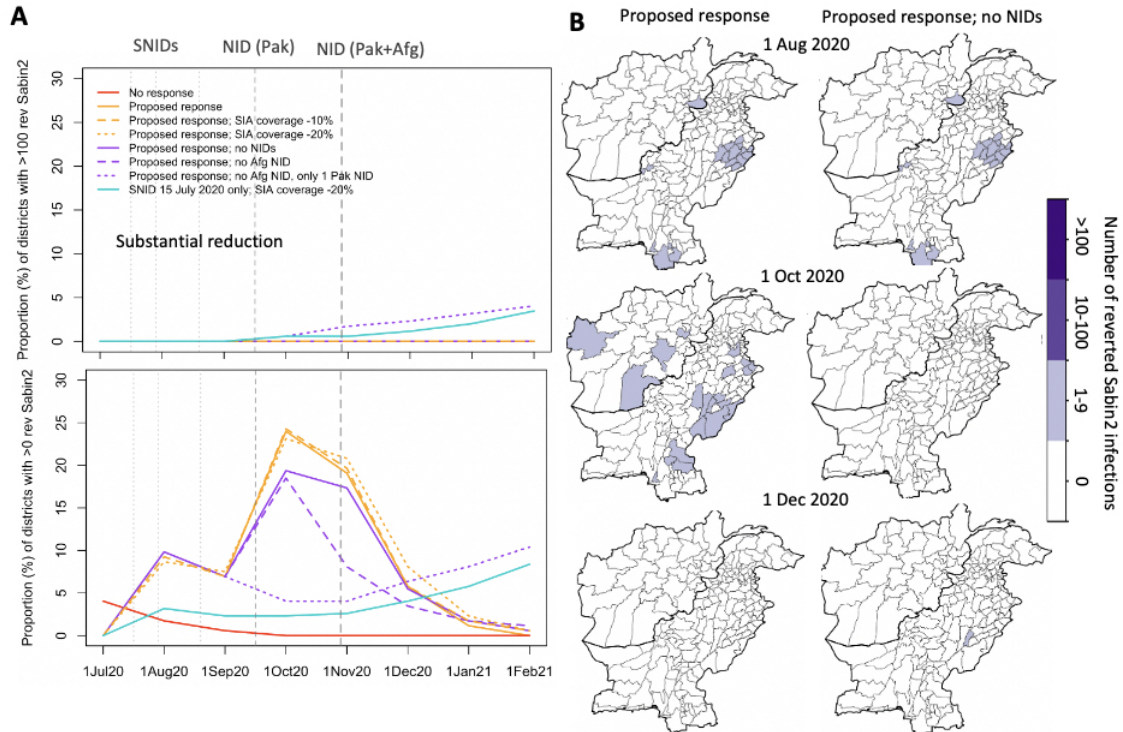 A
SNIDs
NID (Pak)
NID (Pak+Afg)
Proportion (%) of districts with >100 rev Sabin2
30
25
20
15
10
5
0
No response
Proposed reponse
Proposed response; SIA coverage -10%
Proposed response; SIA coverage -20%
Proposed response; no NIDs
Proposed response; no Afg NID
Proposed response; no Afg NID, only 1 Pak NID
SNID 15 July 2020 only; SIA coverage -20%
Substantial reduction
Proportion (%) of districts with >0 rev Sabin2
30
25
20
15
10
5
0
1Jul20
1Aug20
1Sep20
1Oct20
1Nov20
1Dec20
1Jan21
1Feb21
B
Proposed response
Proposed response; no NIDs
1 Aug 2020
1 Oct 2020
1 Dec 2020
>100
10-100
1-9
0
Number of reverted Sabin2 infections